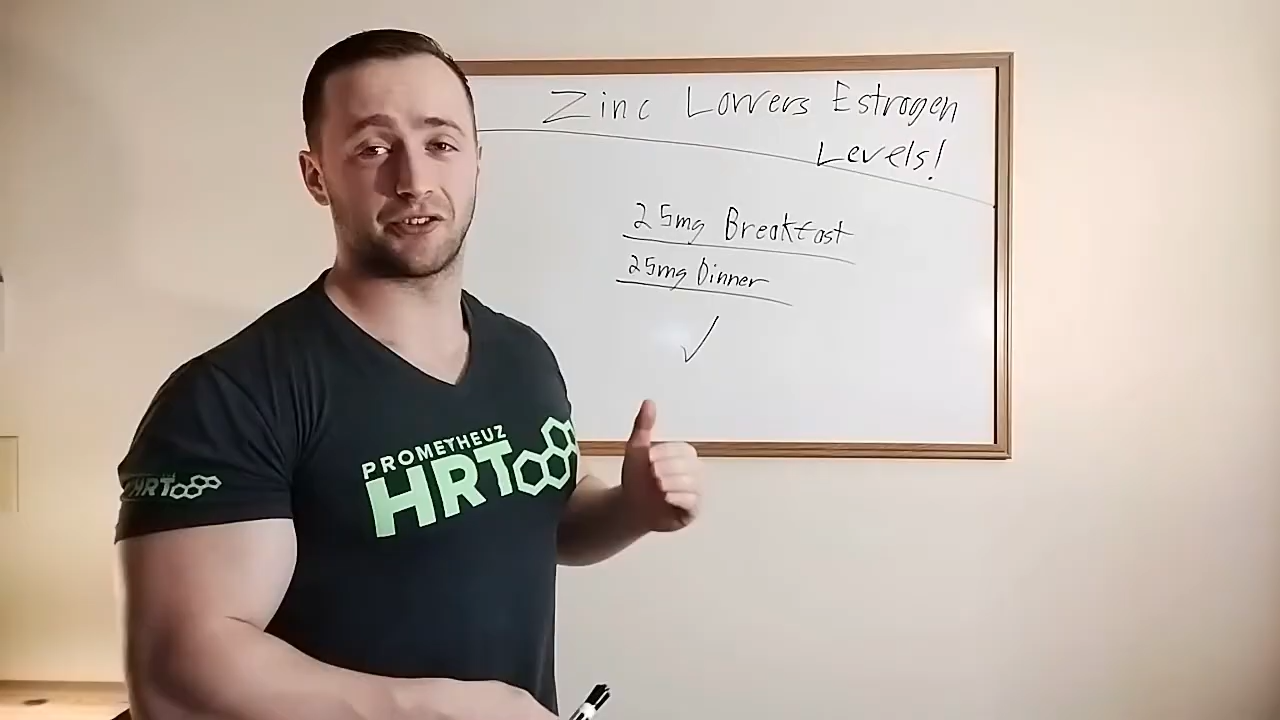 Zinc Lowers Estrogen
Levels!
25mg Breakfast
25mg Dinner
PROMETHEUZ
HRT
HRT